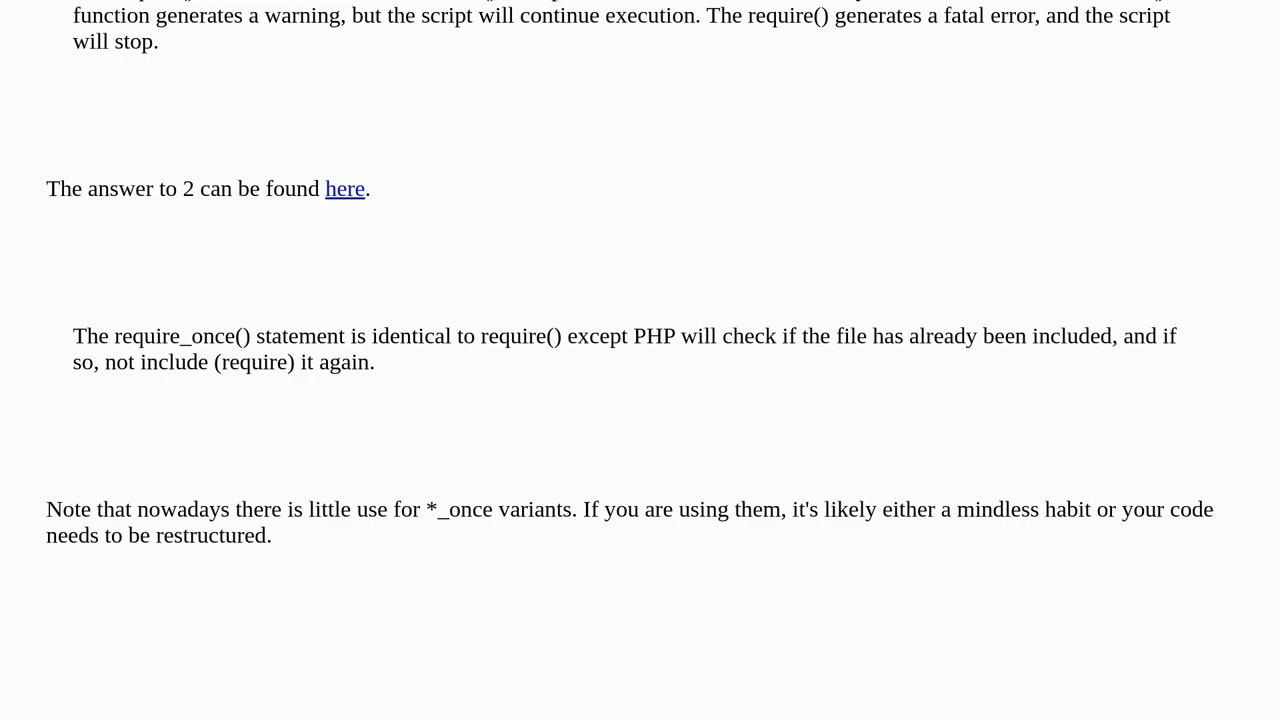 function generates a warning, but the script will continue execution. The require() generates a fatal error, and the script
will stop.
The answer to 2 can be found here.
The require_once() statement is identical to require() except PHP will check if the file has already been included, and if
so, not include (require) it again.
Note that nowadays there is little use for *_once variants. If you are using them, it's likely either a mindless habit or your code
needs to be restructured.